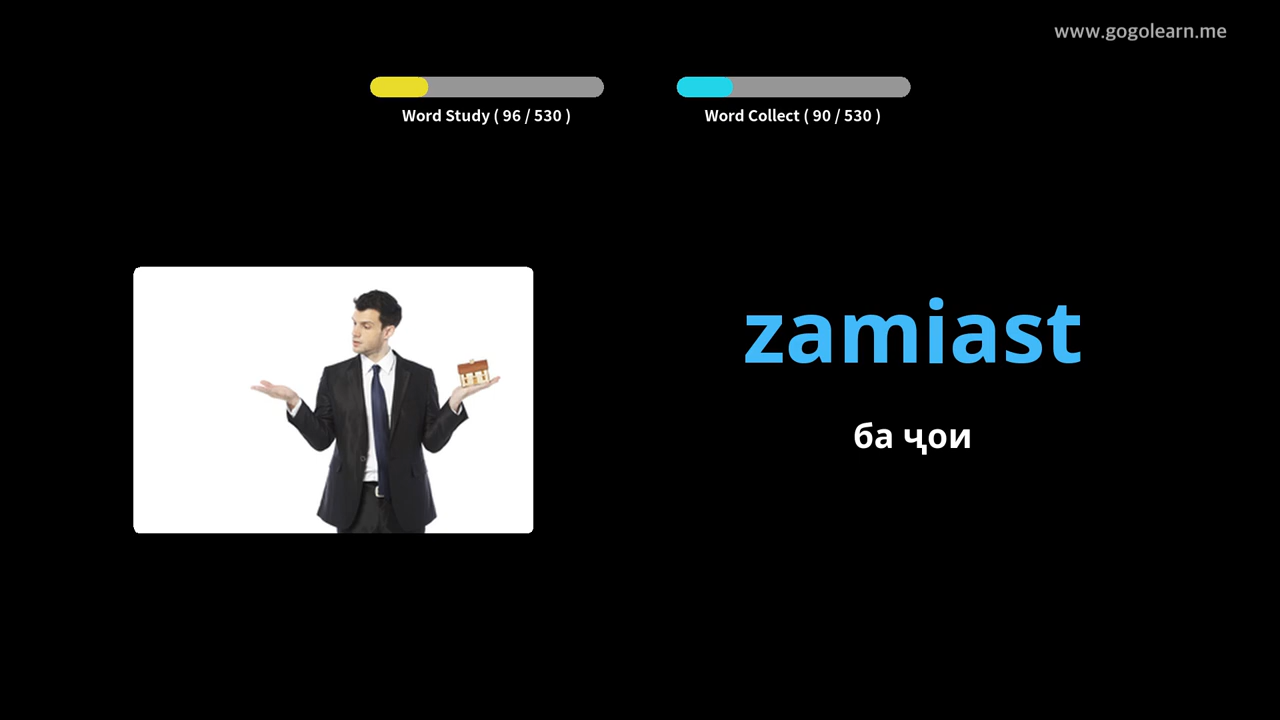 www.gogolearn.me
Word Study ( 96 / 530 )
Word Collect ( 90 / 530 )
zamiast
ба ҷои